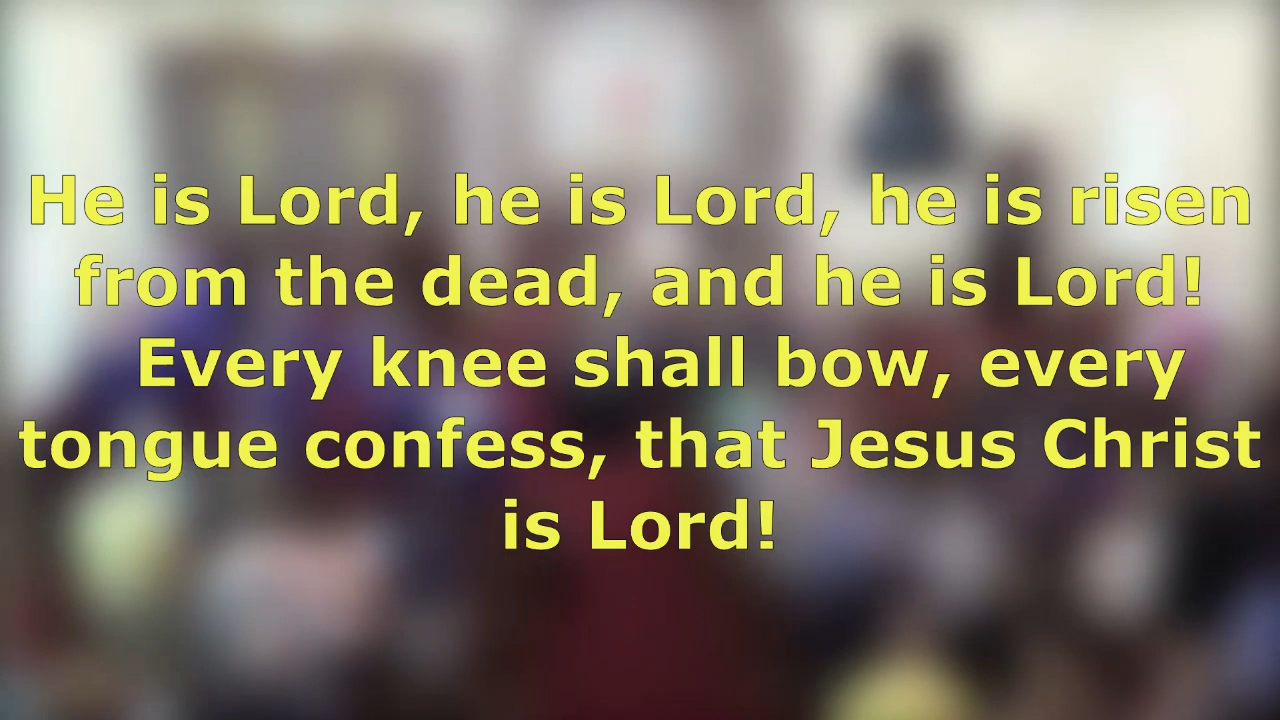 He is Lord, he is Lord, he is risen
from the dead, and he is Lord!
Every knee shall bow, every
tongue confess, that Jesus Christ
is Lord!